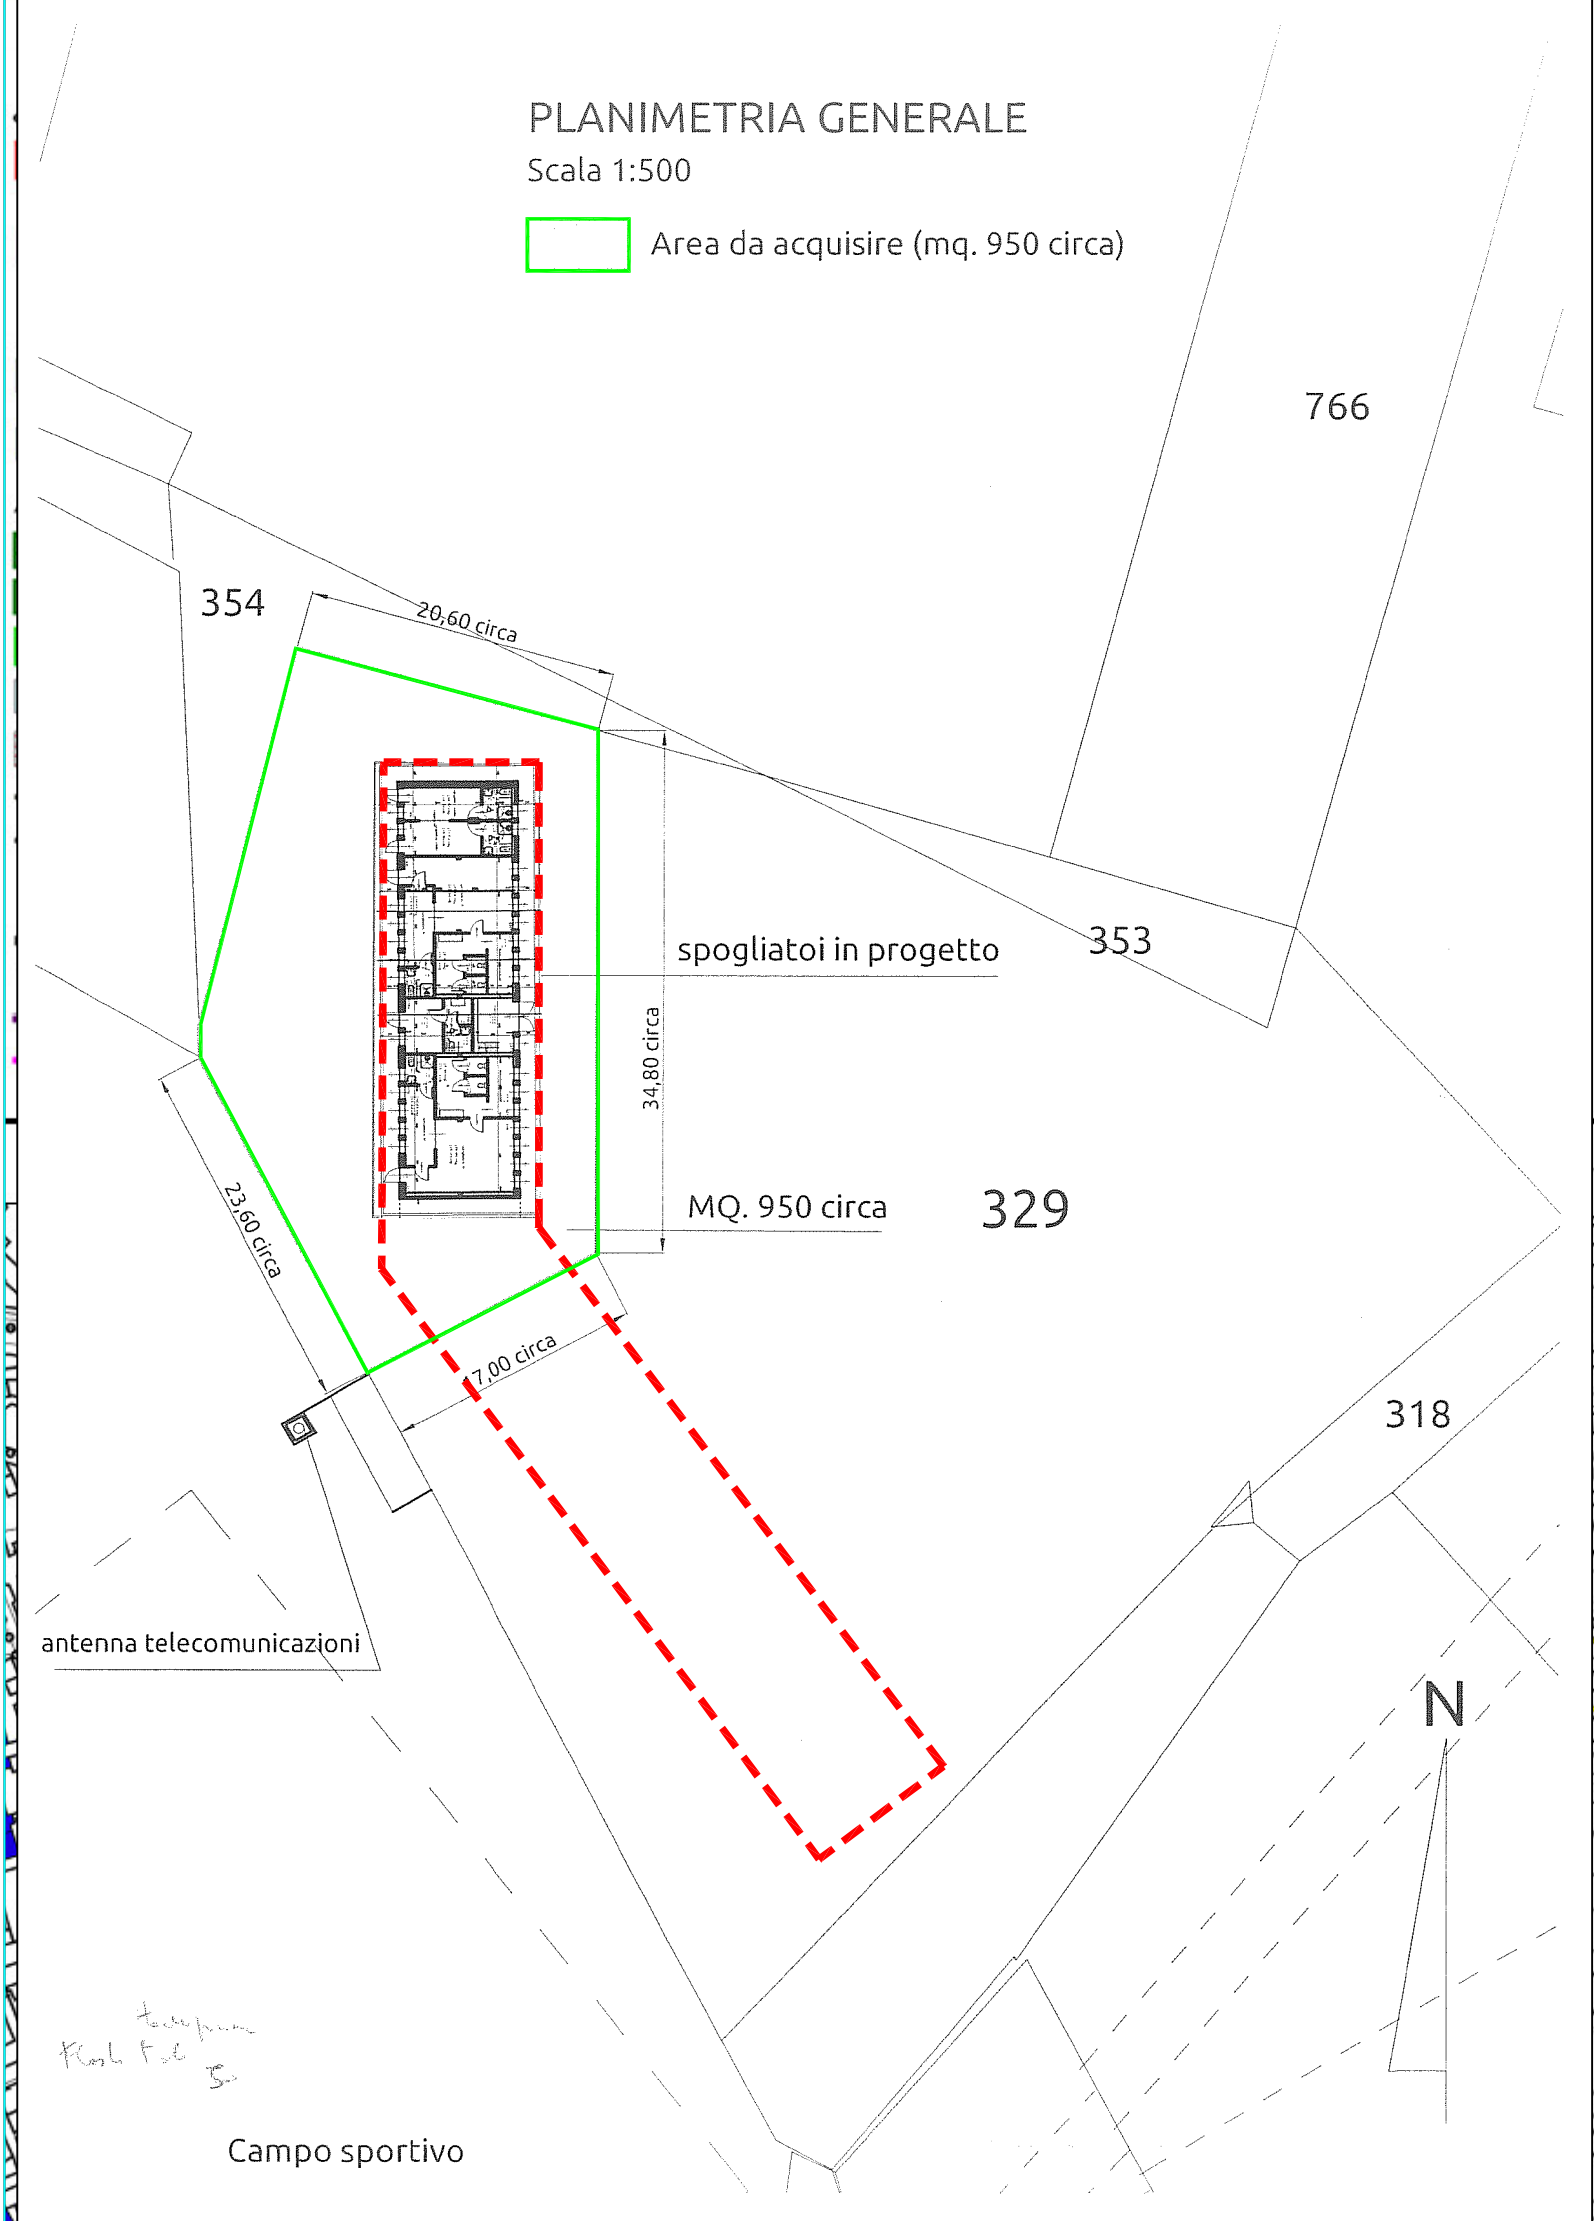 PLANIMETRIA GENERALE
Scala 1:500
Area da acquisire (mq. 950 circa)
766
354
20,60 circa
353
spogliatoi in progetto
34,80 circa
MQ. 950 circa
329
23,60 circa
7,00 circa
318
antenna telecomunicazioni
N
Campo sportivo